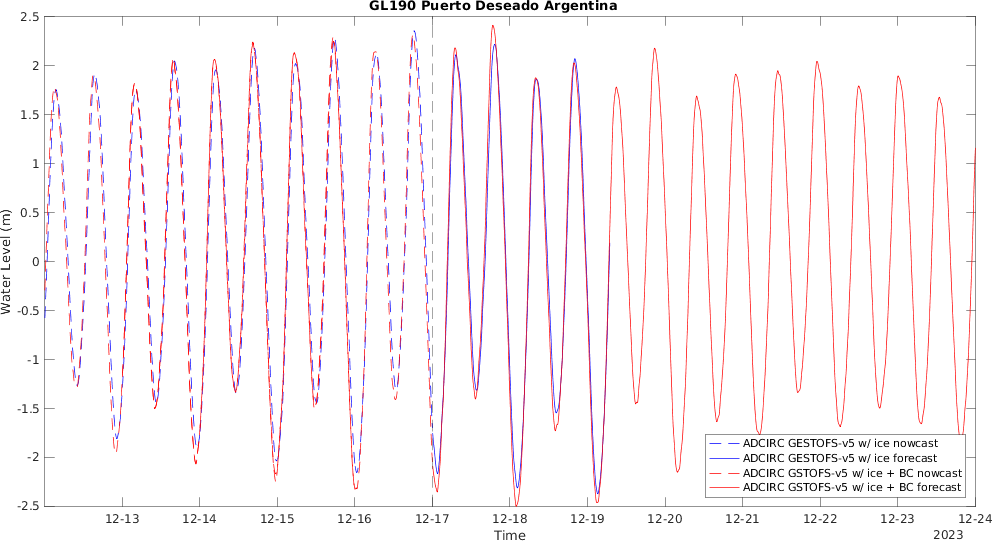 GL190 Puerto Deseado Argentina
2.5
2
1.5
1
0.5
0
-0.5
-1
-1.5
-2
-2.5
Water Level (m)
ADCIRC GESTOFS-v5 w/ ice nowcast
ADCIRC GESTOFS-v5 w/ ice forecast
ADCIRC GSTOFS-v5 w/ ice + BC nowcast
ADCIRC GSTOFS-v5 w/ ice + BC forecast
12-13 12-14 12-15 12-16 12-17 12-18 12-19 12-20 12-21 12-22 12-23 12-24
Time
2023